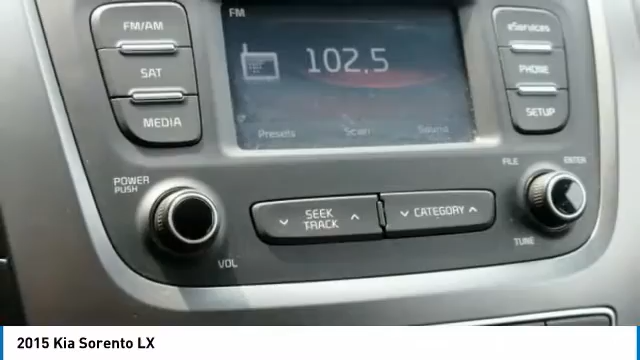 FM
FM/AM
SAT
MEDIA
102.5
Presets
Scan
Sound
eServices
PHONE
SETUP
POWER
PUSH
VOL
SEEK
TRACK
CATEGORY
FILE
ENTER
TUNE
2015 Kia Sorento LX